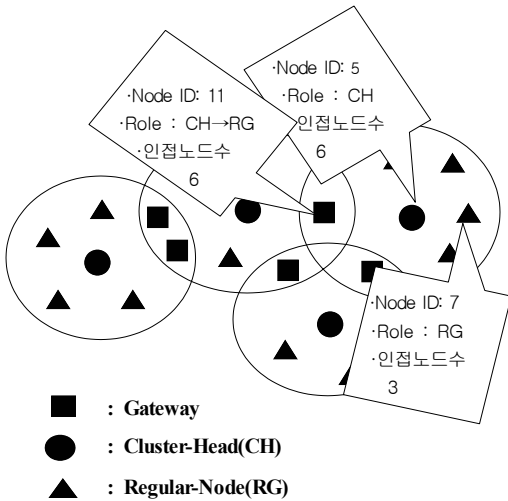 ·Node ID: 11
·Role : CH→RG
·인접노드수
6
·Node ID: 5
·Role : CH
인접노드수
6
·Node ID: 7
·Role : RG
·인접노드수
3
: Gateway
: Cluster-Head(CH)
: Regular-Node(RG)